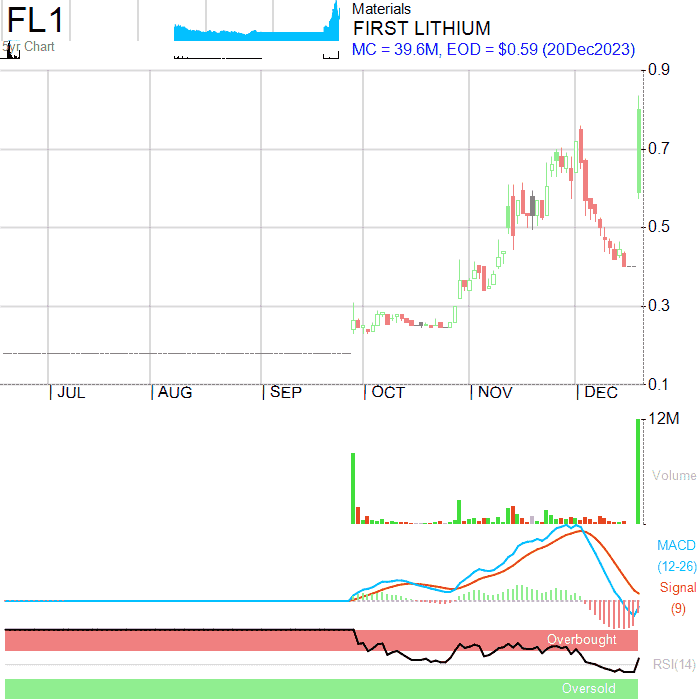 FL1
5yr Chart
Materials
FIRST LITHIUM
MC = 39.6M, EOD = $0.59 (20Dec2023)
0.9
0.7
0.5
0.3
0.1
JUL
AUG
SEP
OCT
NOV
DEC
12M
Volume
MACD
(12-26)
Signal
(9)
Overbought
RSI(14)
Oversold